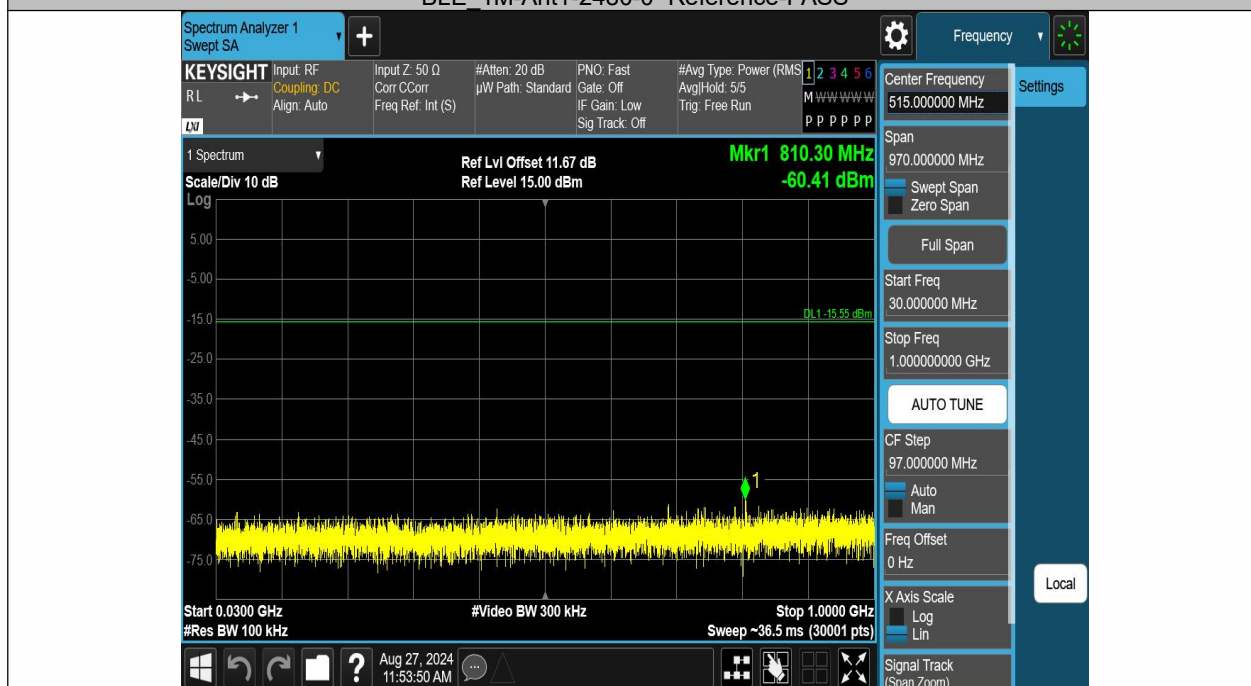 BLE_1M-Ant1-2480-0~Reference-PASS
Spectrum Analyzer 1
Swept SA
Frequency
KEYSIGHT
RL
LXI
Input: RF
Coupling: DC
Align: Auto
Input Z: 50 Ω
Corr CCorr
Freq Ref: Int (S)
#Atten: 20 dB
µW Path: Standard
PNO: Fast
Gate: Off
IF Gain: Low
Sig Track: Off
#Avg Type: Power (RMS
Avg|Hold: 5/5
Trig: Free Run
1 2 3 4 5 6
M W W W W W
P P P P P P
1 Spectrum
Scale/Div 10 dB
Log
Ref Lvl Offset 11.67 dB
Ref Level 15.00 dBm
Mkr1 810.30 MHz
-60.41 dBm
5.00
-5.00
-15.0
DL1 -15.55 dBm
-25.0
-35.0
-45.0
-55.0
1
-65.0
-75.0
Start 0.0300 GHz
#Res BW 100 kHz
#Video BW 300 kHz
Stop 1.0000 GHz
Sweep ~36.5 ms (30001 pts)
?
Aug 27, 2024
11:53:50 AM
Center Frequency
515.000000 MHz
Span
970.000000 MHz
Swept Span
Zero Span
Full Span
Start Freq
30.000000 MHz
Stop Freq
1.000000000 GHz
AUTO TUNE
CF Step
97.000000 MHz
Auto
Man
Freq Offset
0 Hz
X Axis Scale
Log
Lin
Signal Track
(Span Zoom)
Settings
Local